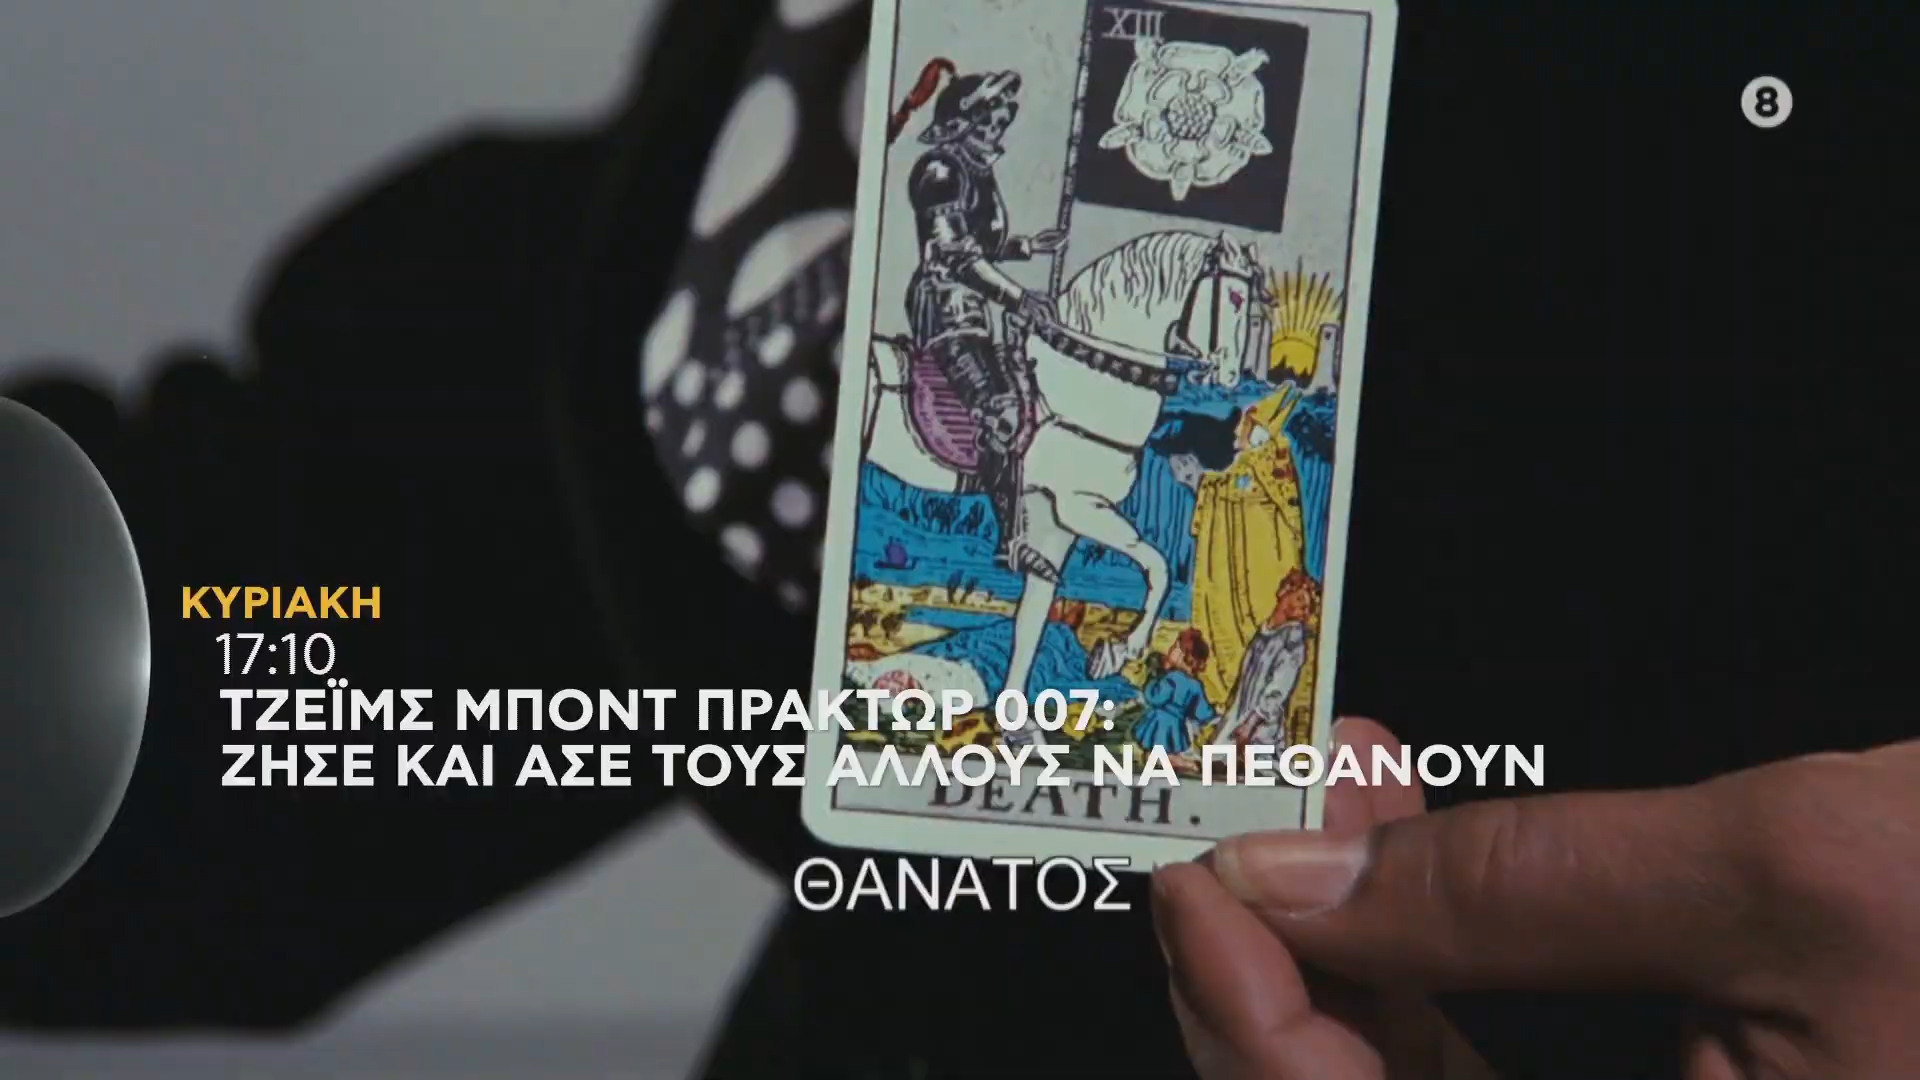 XIII
8
ΚΥΡΙΑΚΗ
17:10
ΤΖΕΪΜΣ ΜΠΟΝΤ ΠΡΑΚΤΩΡ 007:
ΖΗΣΕ ΚΑΙ ΑΣΕ ΤΟΥΣ ΑΛΛΟΥΣ ΝΑ ΠΕΘΑΝΟΥΝ
DEATH.
ΘΑΝΑΤΟΣ